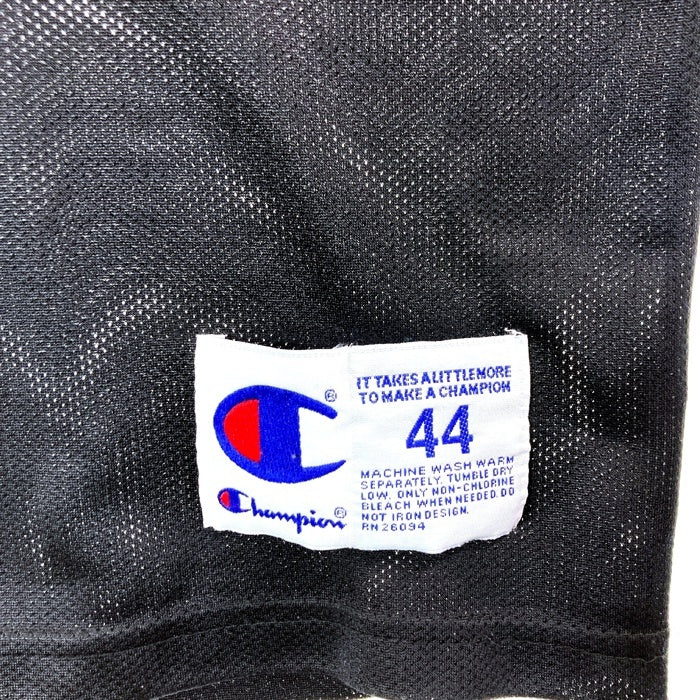 IT TAKES A LITTLE MORE
TO MAKE A CHAMPION
®
44
MACHINE WASH WARM
SEPARATELY. TUMBLE DRY
LOW. ONLY NON-CHLORINE
BLEACH WHEN NEEDED. DO
NOT IRON DESIGN.
RN 26094
Champion®